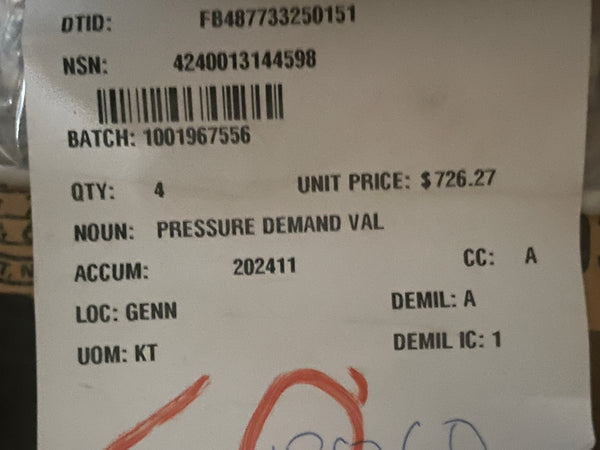 DTID: FB487733250151
NSN: 4240013144598
BATCH: 1001967556
QTY: 4 UNIT PRICE: $726.27
NOUN: PRESSURE DEMAND VAL
ACCUM: 202411 CC: A
LOC: GENN DEMIL: A
UOM: KT DEMIL IC: 1